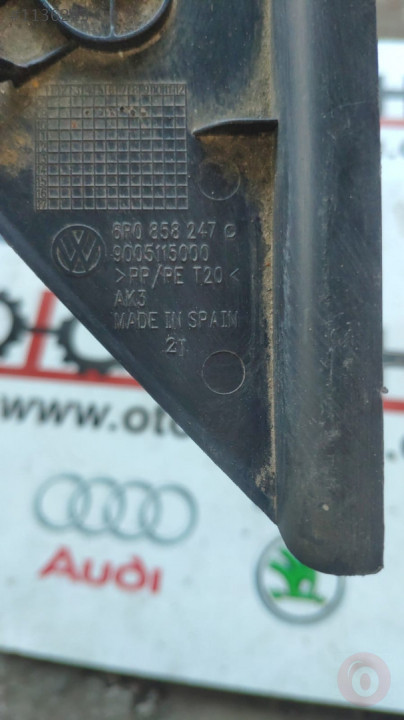 6R0 858 247 C
9005115000
>PP/PE T20<
AK3
MADE IN SPAIN
2T
www.oto
Audi